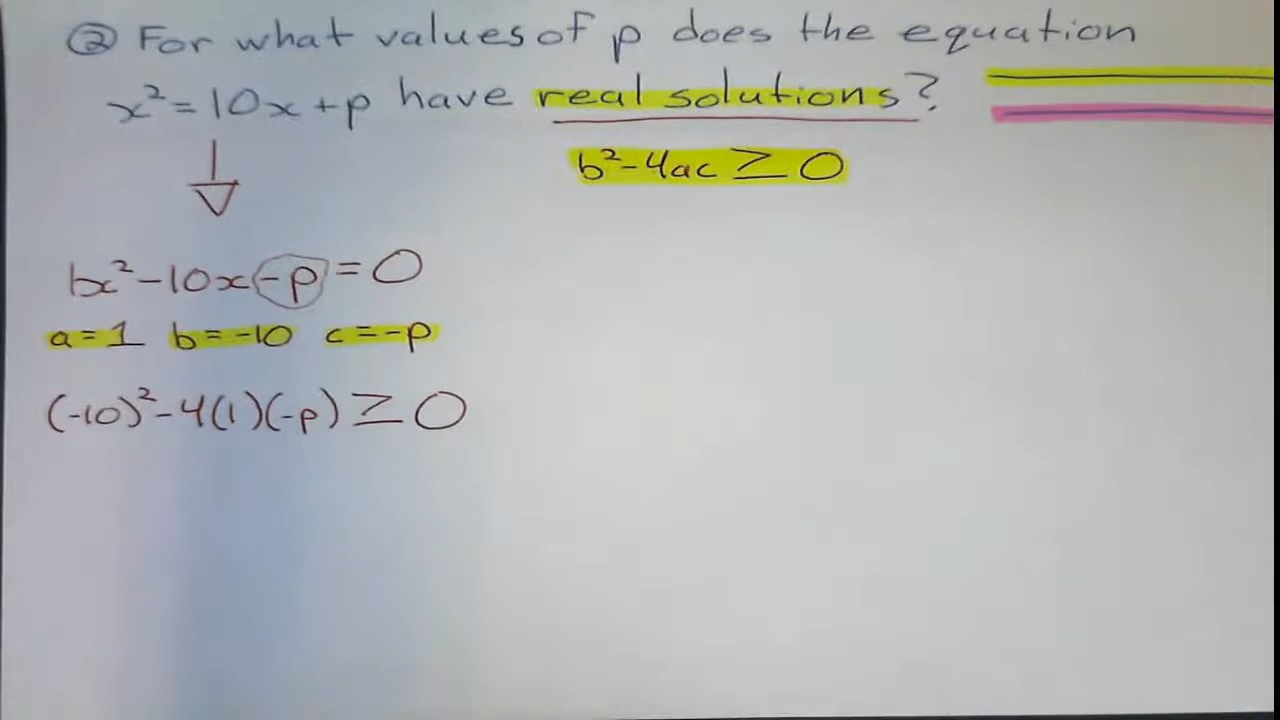 ② For what values of p does the equation
x² = 10x + p have real solutions?
b² - 4ac ≥ 0
1x² - 10x - p = 0
a = 1 b = -10 c = -p
(-10)² - 4(1)(-p) ≥ 0